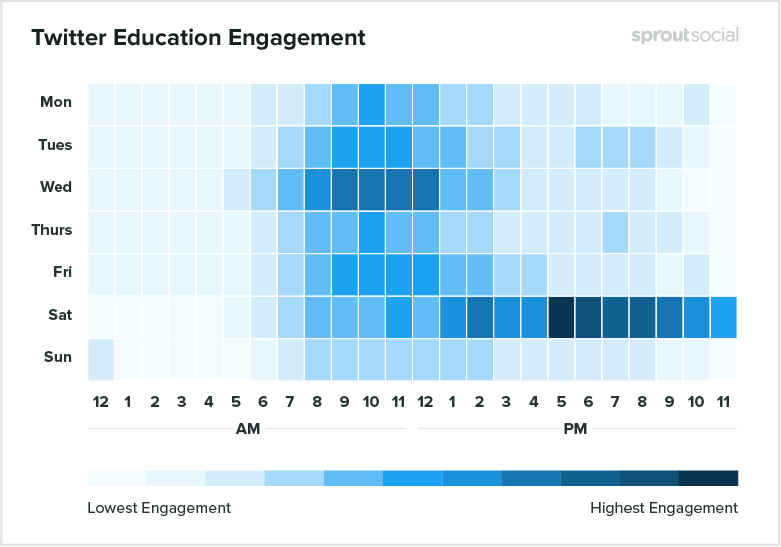 Twitter Education Engagement
sproutsocial
Mon
Tues
Wed
Thurs
Fri
Sat
Sun
12 1 2 3 4 5 6 7 8 9 10 11 12 1 2 3 4 5 6 7 8 9 10 11
AM PM
Lowest Engagement Highest Engagement